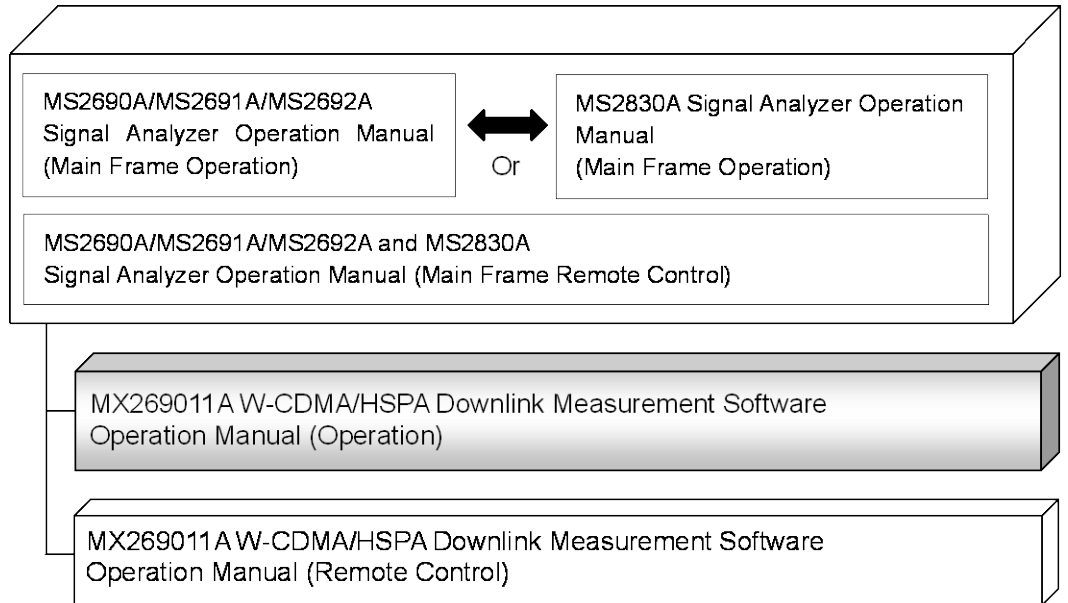 MS2690A/MS2691A/MS2692A
Signal Analyzer Operation Manual
(Main Frame Operation)
Or
MS2830A Signal Analyzer Operation
Manual
(Main Frame Operation)
MS2690A/MS2691A/MS2692A and MS2830A
Signal Analyzer Operation Manual (Main Frame Remote Control)
MX269011A W-CDMA/HSPA Downlink Measurement Software
Operation Manual (Operation)
MX269011A W-CDMA/HSPA Downlink Measurement Software
Operation Manual (Remote Control)